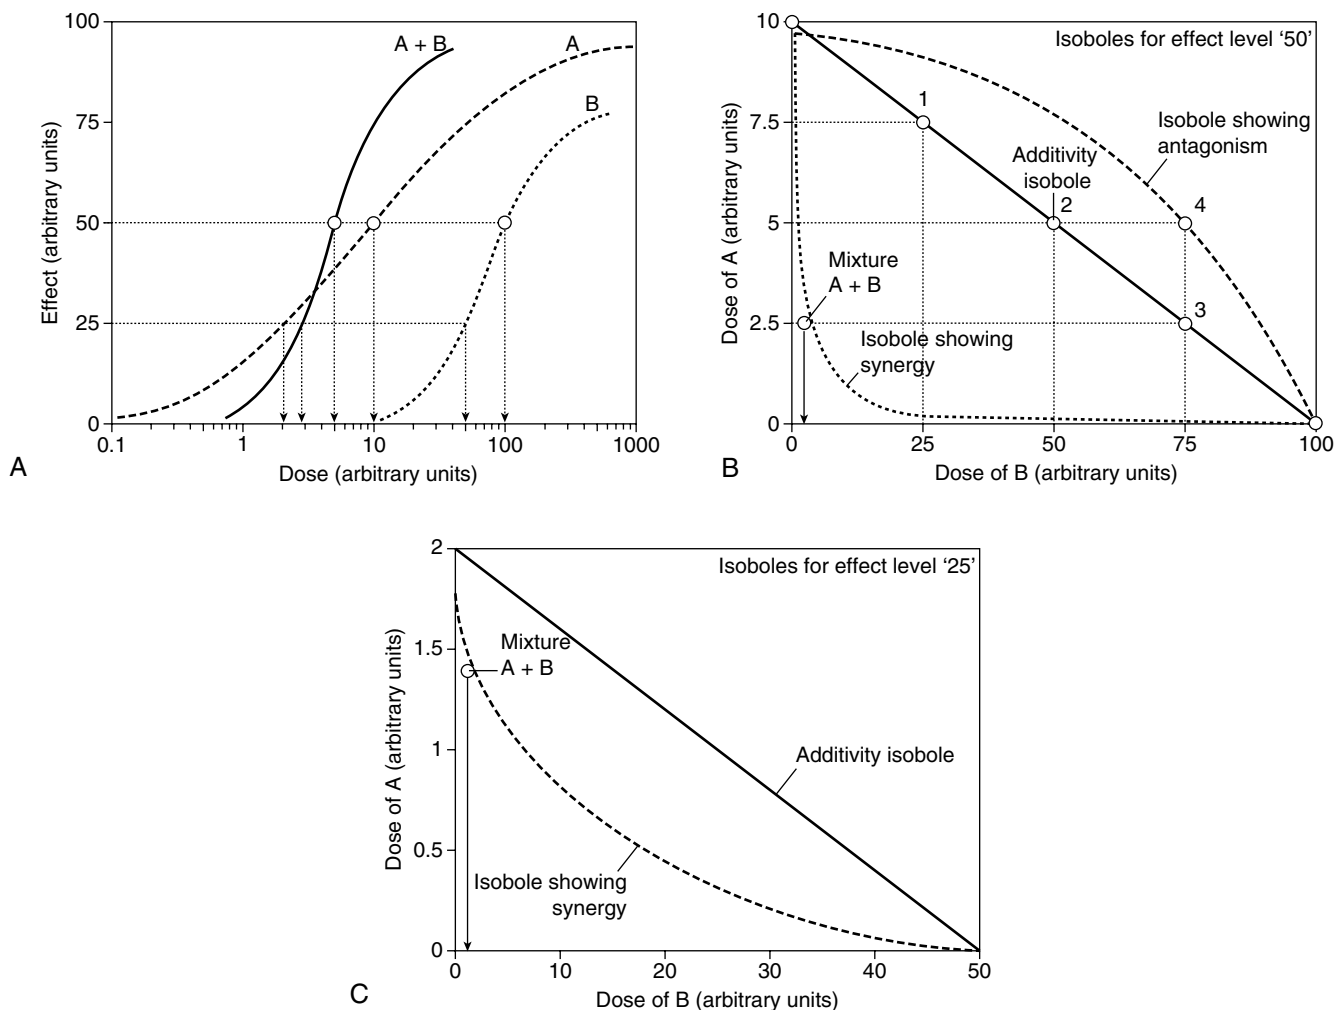 100
75
50
25
0
Effect (arbitrary units)
A + B
A
B
0.1
1
10
100
1000
Dose (arbitrary units)
A
10
7.5
5
2.5
0
Dose of A (arbitrary units)
Isoboles for effect level ‘50’
1
Isobole showing
antagonism
Additivity
isobole
2
4
Mixture
A + B
3
Isobole showing
synergy
0
25
50
75
100
Dose of B (arbitrary units)
B
2
1.5
1
0.5
0
Dose of A (arbitrary units)
Isoboles for effect level ‘25’
Mixture
A + B
Additivity isobole
Isobole showing
synergy
0
10
20
30
40
50
Dose of B (arbitrary units)
C